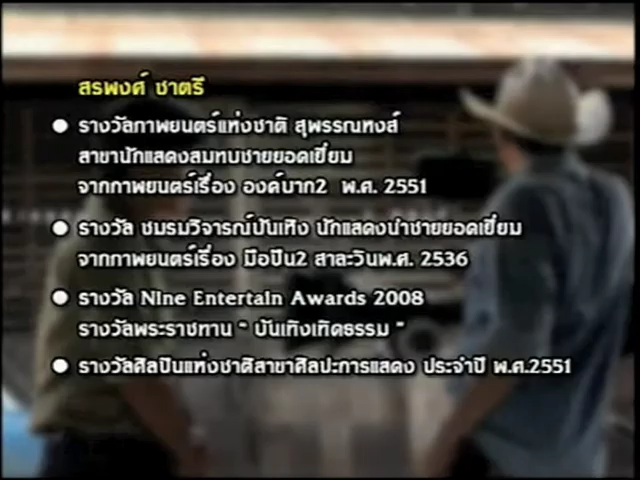 สรพงศ์ ชาตรี
● รางวัลภาพยนตร์แห่งชาติ สุพรรณหงส์
สาขานักแสดงสมทบชายยอดเยี่ยม
จากภาพยนตร์เรื่อง องค์บาก2 พ.ศ. 2551
● รางวัล ชมรมวิจารณ์บันเทิง นักแสดงนำชายยอดเยี่ยม
จากภาพยนตร์เรื่อง มือปืน2 สาละวินพ.ศ. 2536
● รางวัล Nine Entertain Awards 2008
รางวัลพระราชทาน " บันเทิงเทิดธรรม "
● รางวัลศิลปินแห่งชาติสาขาศิลปะการแสดง ประจำปี พ.ศ.2551